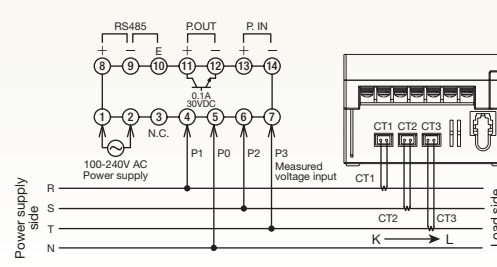 RS485 P.OUT P. IN
+ − E + − + −
8 9 10 11 12 13 14
0.1A
30VDC
1 2 3 4 5 6 7
N.C.
100-240V AC
Power supply
P1 P0 P2 P3
Measured
voltage input
CT1 CT2 CT3
CT1
CT2 CT3
K L
Power supply
side
R
S
T
N
Load side